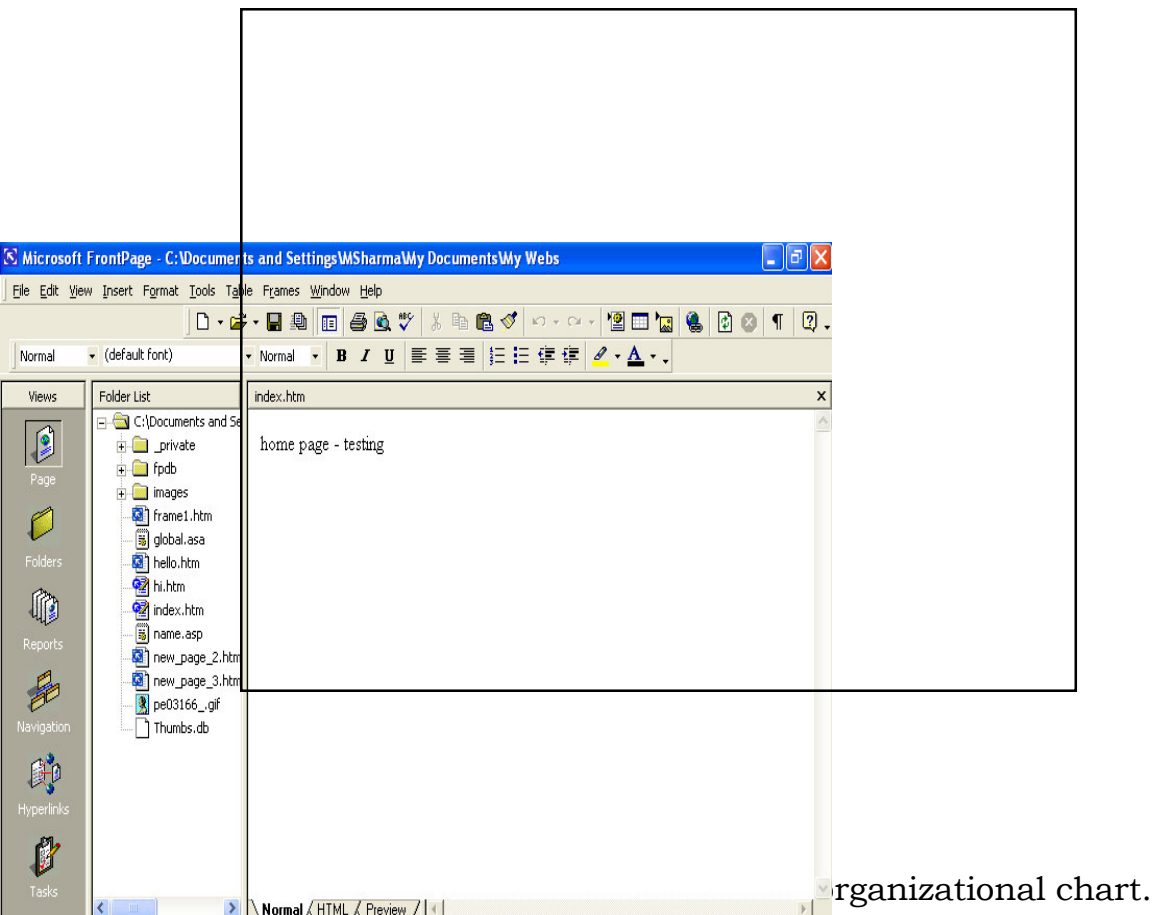 Microsoft FrontPage - C:\Documents and Settings\MSharma\My Documents\My Webs
File Edit View Insert Format Tools Table Frames Window Help
Normal (default font) Normal B I U A
Views Folder List index.htm
C:\Documents and Se
_private
fpdb
images
frame1.htm
global.asa
hello.htm
hi.htm
index.htm
name.asp
new_page_2.htm
new_page_3.htm
pe03166_.gif
Thumbs.db
home page - testing
Page
Folders
Reports
Navigation
Hyperlinks
Tasks
Normal HTML Preview
rganizational chart.